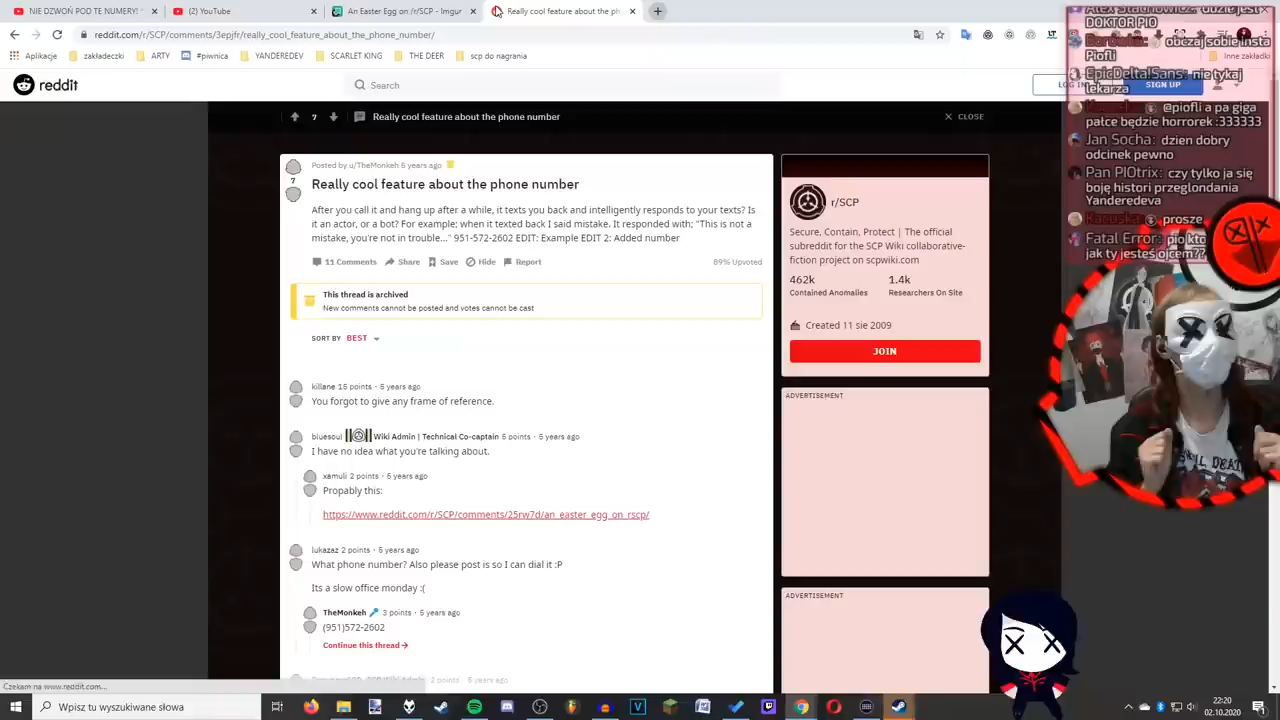 NIE DZWOŃ POD TE NUMERY!
(2) YouTube
An Easter Egg on /r/SCP - Imgur
Really cool feature about the ph
reddit.com/r/SCP/comments/3epjfr/really_cool_feature_about_the_phone_number/
Aplikacje
zakładeczki
ARTY
#piwnica
YANDEREDEV
SCARLET KING
THE DEER
scp do nagrania
Inne zakładki
reddit
Search
LOG IN
SIGN UP
7
Really cool feature about the phone number
CLOSE
Posted by u/TheMonkeh 5 years ago
7
Really cool feature about the phone number
After you call it and hang up after a while, it texts you back and intelligently responds to your texts? Is
it an actor, or a bot? For example; when it texted back I said mistake. It responded with; "This is not a
mistake, you're not in trouble..." 951-572-2602 EDIT: Example EDIT 2: Added number
11 Comments
Share
Save
Hide
Report
89% Upvoted
This thread is archived
New comments cannot be posted and votes cannot be cast
SORT BY BEST
killane 15 points · 5 years ago
You forgot to give any frame of reference.
bluesoul Wiki Admin | Technical Co-captain 5 points · 5 years ago
I have no idea what you're talking about.
xamuli 2 points · 5 years ago
Propably this:
https://www.reddit.com/r/SCP/comments/25rw7d/an_easter_egg_on_rscp/
lukazaz 2 points · 5 years ago
What phone number? Also please post is so I can dial it :P
Its a slow office monday :(
TheMonkeh 3 points · 5 years ago
(951)572-2602
Continue this thread
2 points · 5 years ago
r/SCP
Secure, Contain, Protect | The official
subreddit for the SCP Wiki collaborative-
fiction project on scpwiki.com
462k
1.4k
Contained Anomalies
Researchers On Site
Created 11 sie 2009
JOIN
ADVERTISEMENT
ADVERTISEMENT
Alex Stachowicz: gdzie jest
DOKTOR PIO
obczaj sobie insta
Piofli
EpicDelta!Sans: nie tykaj
lekarza
@piofli a pa giga
pałce będzie horrorek :333333
Jan Socha: dzien dobry
odcinek pewno
Pan PIOtrix: czy tylko ja się
boję histori przeglondania
Yanderedeva
Kasuska: prosze
Fatal Error: pio kto
jak ty jesteś ojcem??
Czekam na www.reddit.com...
Wpisz tu wyszukiwane słowa
22:20
02.10.2020